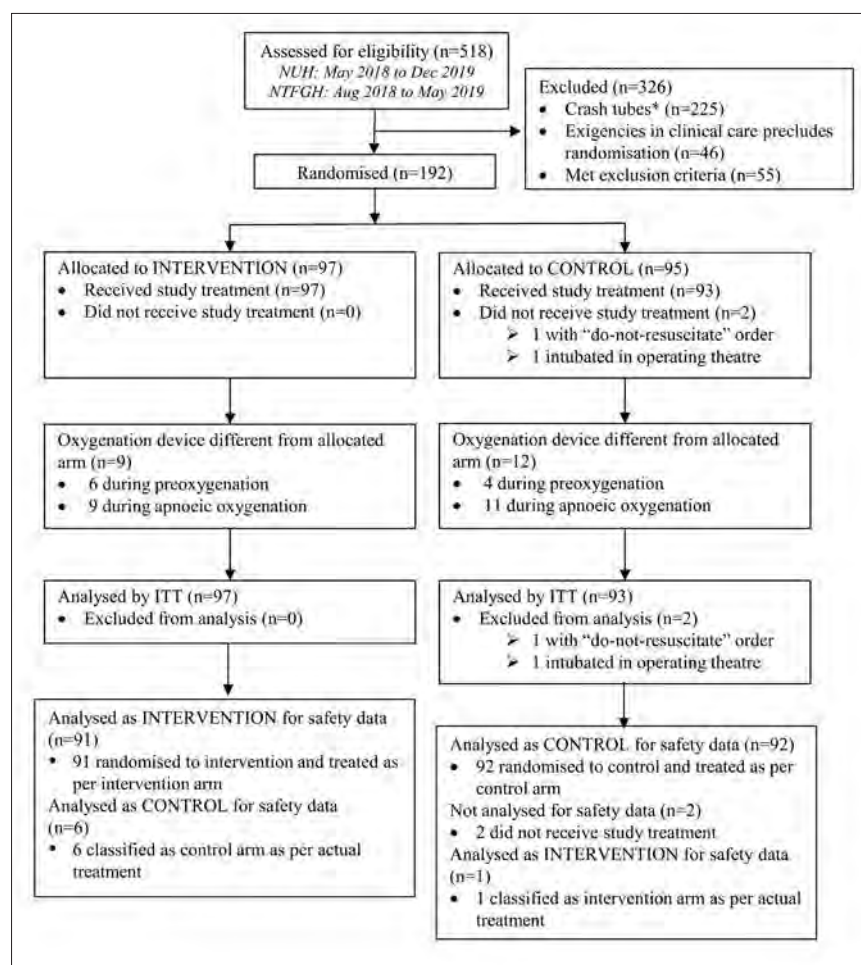 Assessed for eligibility (n=518)
NUH: May 2018 to Dec 2019
NTFGH: Aug 2018 to May 2019
Excluded (n=326)
• Crash tubes* (n=225)
• Exigencies in clinical care precludes
randomisation (n=46)
• Met exclusion criteria (n=55)
Randomised (n=192)
Allocated to INTERVENTION (n=97)
• Received study treatment (n=97)
• Did not receive study treatment (n=0)
Allocated to CONTROL (n=95)
• Received study treatment (n=93)
• Did not receive study treatment (n=2)
➢ 1 with “do-not-resuscitate” order
➢ 1 intubated in operating theatre
Oxygenation device different from allocated
arm (n=9)
• 6 during preoxygenation
• 9 during apnoeic oxygenation
Oxygenation device different from allocated
arm (n=12)
• 4 during preoxygenation
• 11 during apnoeic oxygenation
Analysed by ITT (n=97)
• Excluded from analysis (n=0)
Analysed by ITT (n=93)
• Excluded from analysis (n=2)
➢ 1 with “do-not-resuscitate” order
➢ 1 intubated in operating theatre
Analysed as INTERVENTION for safety data
(n=91)
• 91 randomised to intervention and treated as
per intervention arm
Analysed as CONTROL for safety data
(n=6)
• 6 classified as control arm as per actual
treatment
Analysed as CONTROL for safety data (n=92)
• 92 randomised to control and treated as per
control arm
Not analysed for safety data (n=2)
• 2 did not receive study treatment
Analysed as INTERVENTION for safety data
(n=1)
• 1 classified as intervention arm as per actual
treatment